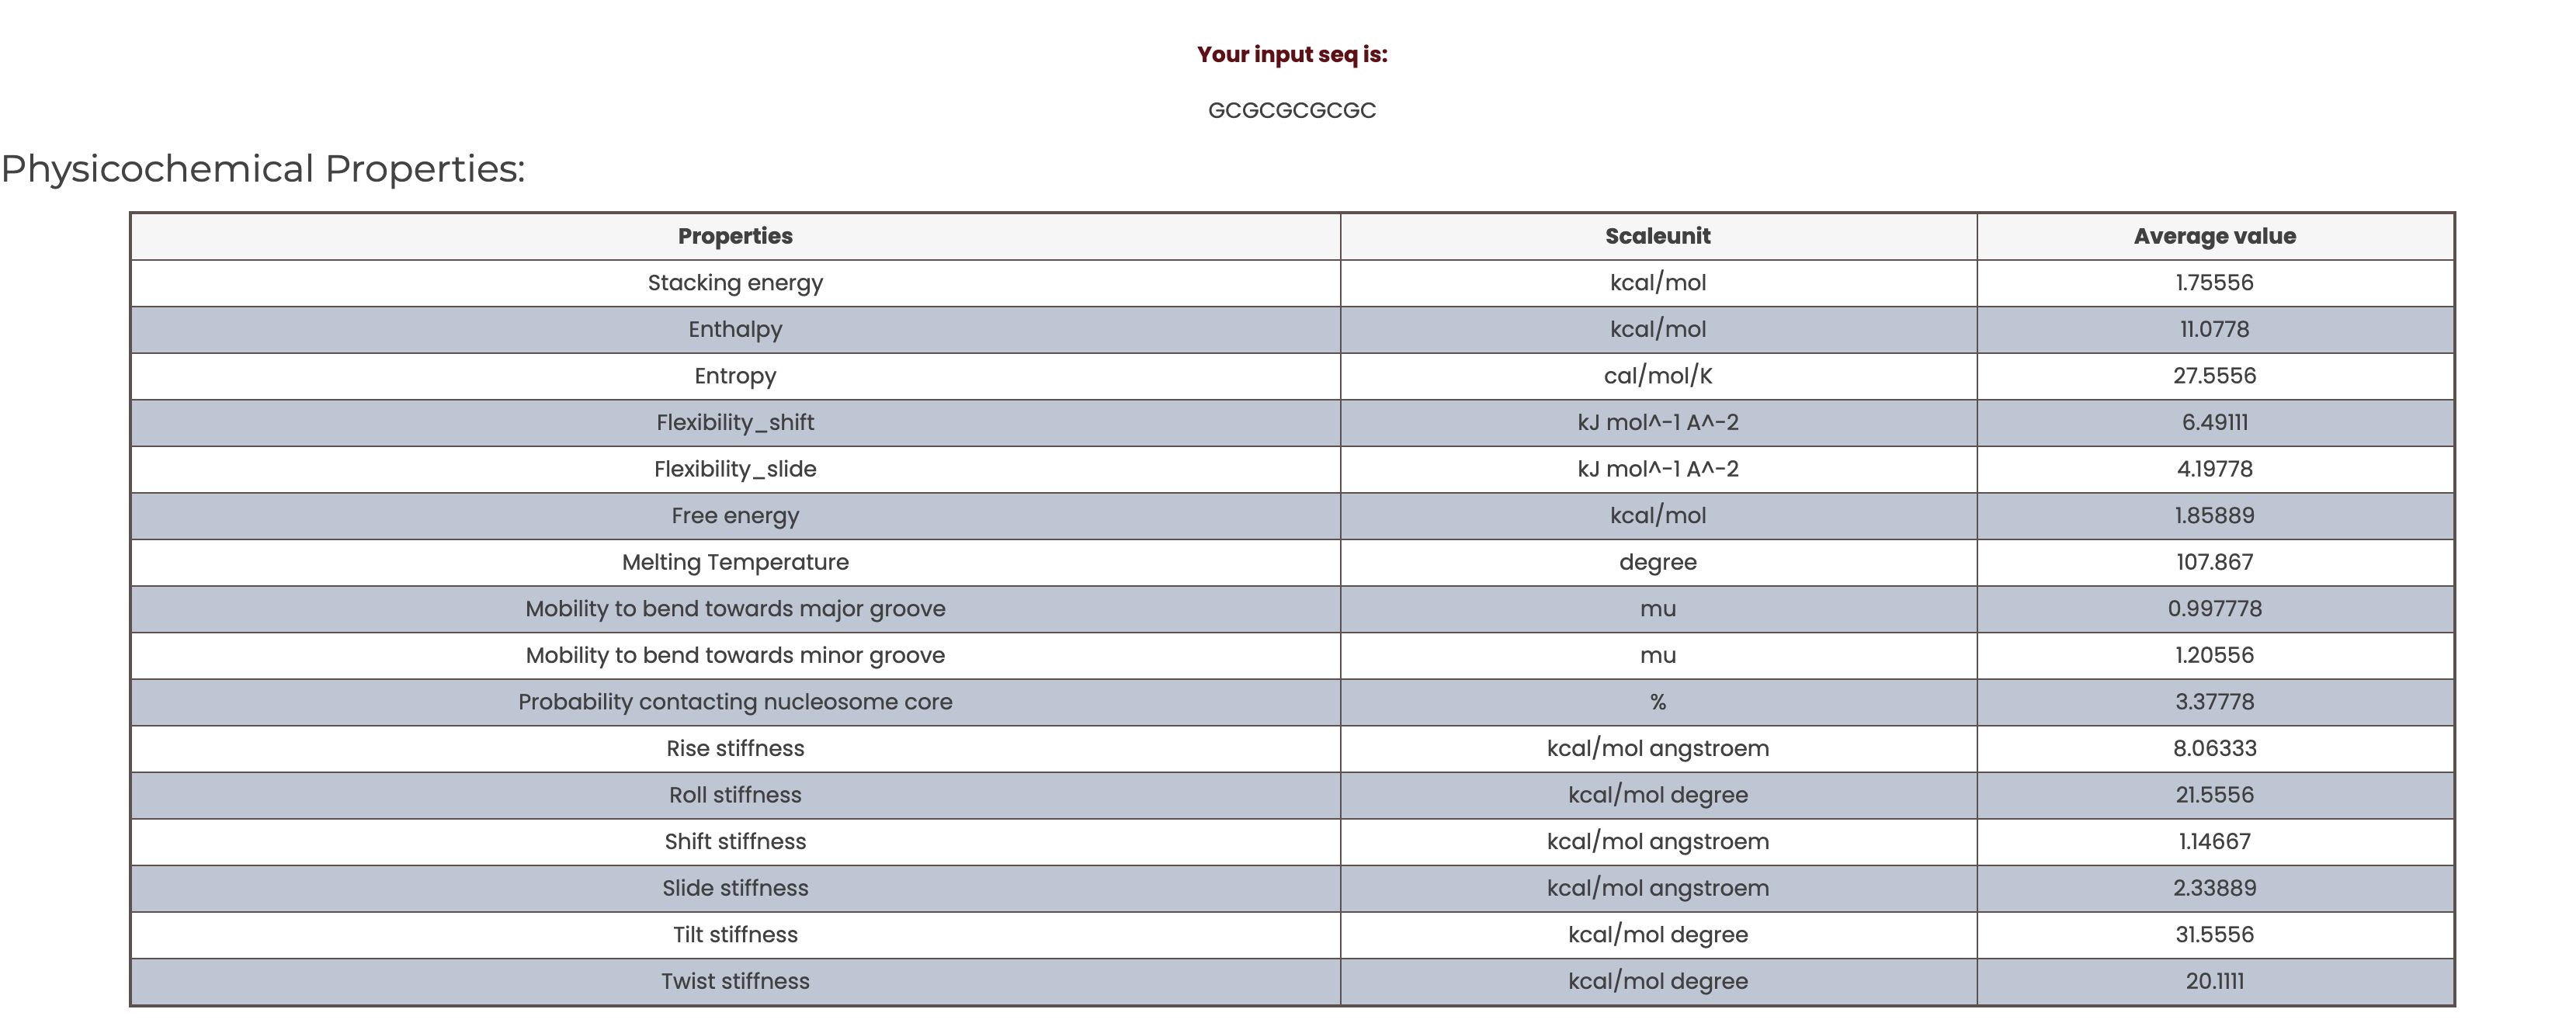 Your input seq is:
GCGCGCGCGC
Physicochemical Properties:
Properties Scaleunit Average value
Stacking energy kcal/mol 1.75556
Enthalpy kcal/mol 11.0778
Entropy cal/mol/K 27.5556
Flexibility_shift kJ mol^-1 A^-2 6.49111
Flexibility_slide kJ mol^-1 A^-2 4.19778
Free energy kcal/mol 1.85889
Melting Temperature degree 107.867
Mobility to bend towards major groove mu 0.997778
Mobility to bend towards minor groove mu 1.20556
Probability contacting nucleosome core % 3.37778
Rise stiffness kcal/mol angstroem 8.06333
Roll stiffness kcal/mol degree 21.5556
Shift stiffness kcal/mol angstroem 1.14667
Slide stiffness kcal/mol angstroem 2.33889
Tilt stiffness kcal/mol degree 31.5556
Twist stiffness kcal/mol degree 20.1111